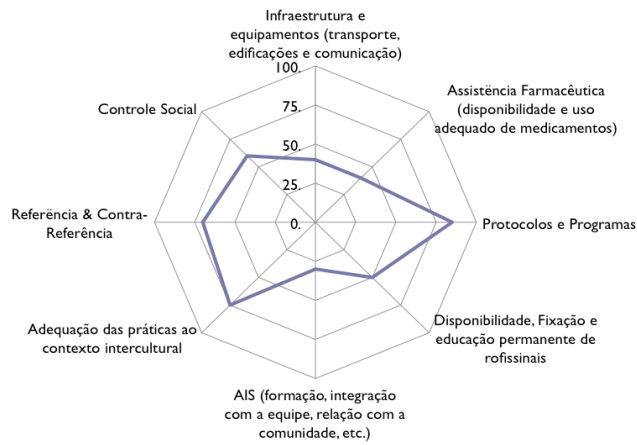 Infraestrutura e
equipamentos (transporte,
edificações e comunicação)
100.
75.
50.
25.
0.
Assistëncia Farmacêutica
(disponibilidade e uso
adequado de medicamentos)
Protocolos e Programas
Disponibilidade, Fixação e
educação permanente de
rofissinais
AIS (formação, integração
com a equipe, relação com a
comunidade, etc.)
Adequação das práticas ao
contexto intercultural
Referëncia & Contra-
Referência
Controle Social